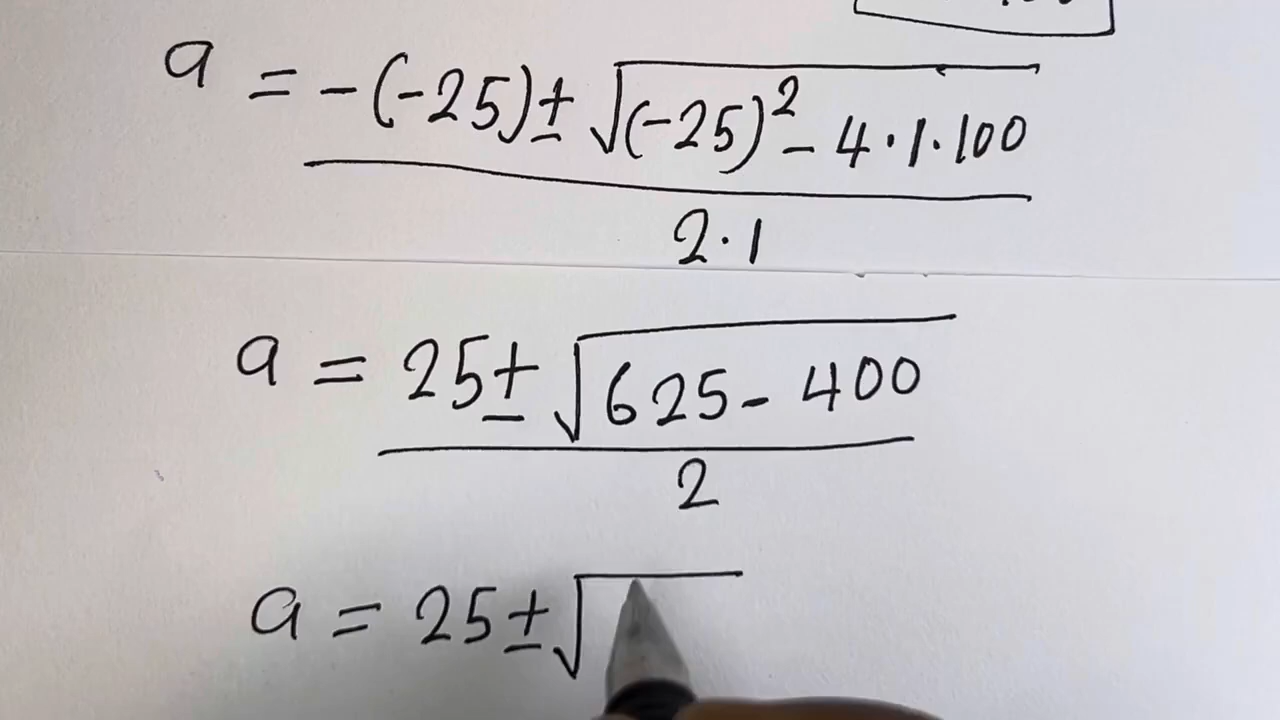 a = -(-25) ± √(-25)² - 4·1·100
2·1
a = 25 ± √625 - 400
2
a = 25 ± √